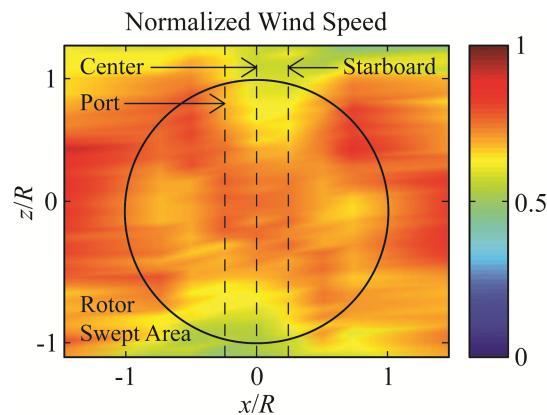 Normalized Wind Speed
Center
Starboard
Port
Rotor
Swept Area
z/R
1
0
-1
-1
0
1
x/R
1
0.5
0